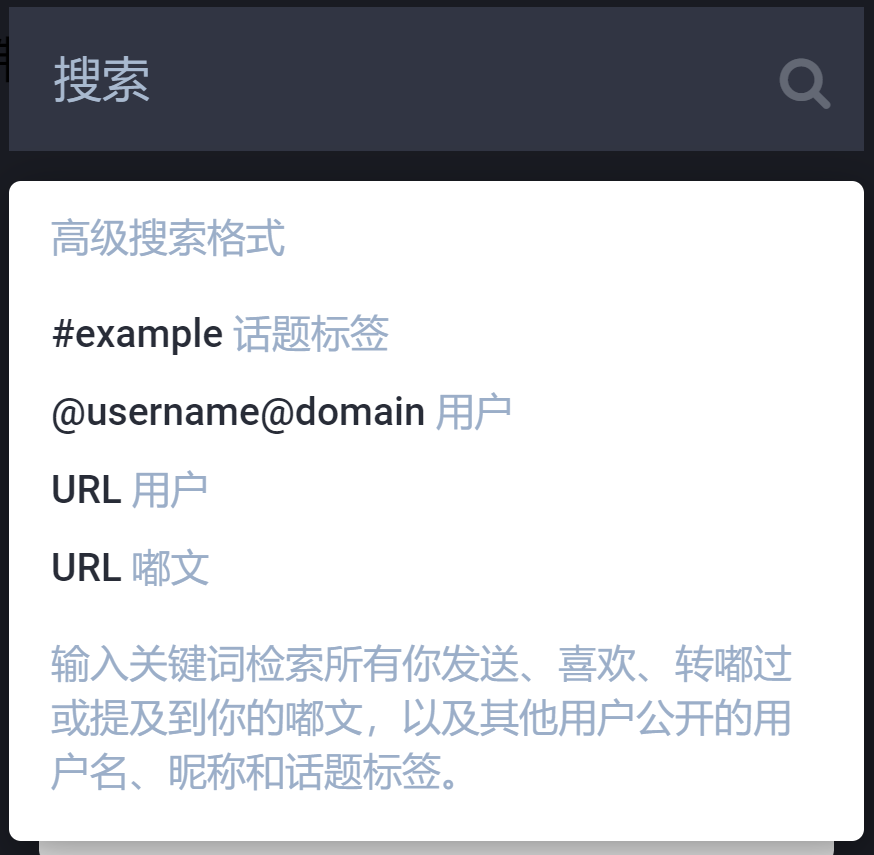 搜索
高级搜索格式
#example 话题标签
@username@domain 用户
URL 用户
URL 嘟文
输入关键词检索所有你发送、喜欢、转嘟过
或提及到你的嘟文，以及其他用户公开的用
户名、昵称和话题标签。